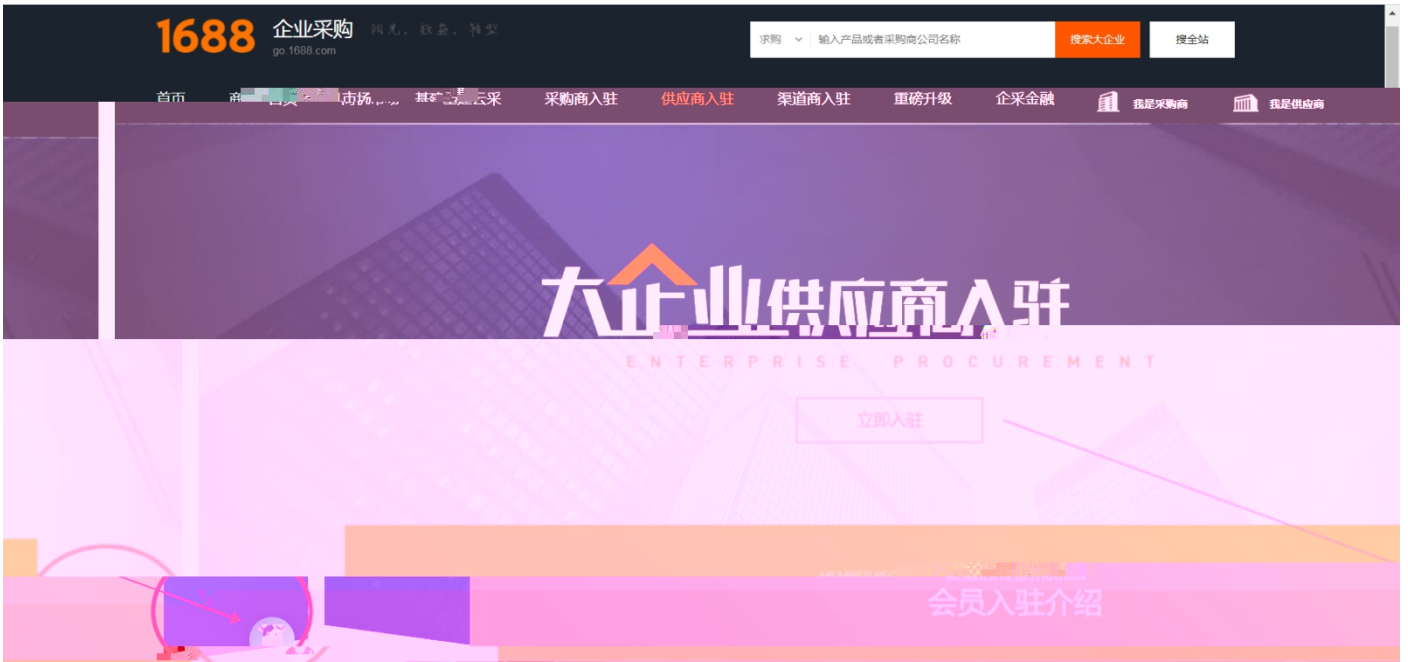 1688 企业采购
go.1688.com
求购 输入产品或者采购商公司名称 搜索大企业 搜全站
首页 采购商入驻 供应商入驻 渠道商入驻 重磅升级 企采金融 我是采购商 我是供应商
大企业供应商入驻
ENTERPRISE PROCUREMENT
立即入驻
会员入驻介绍